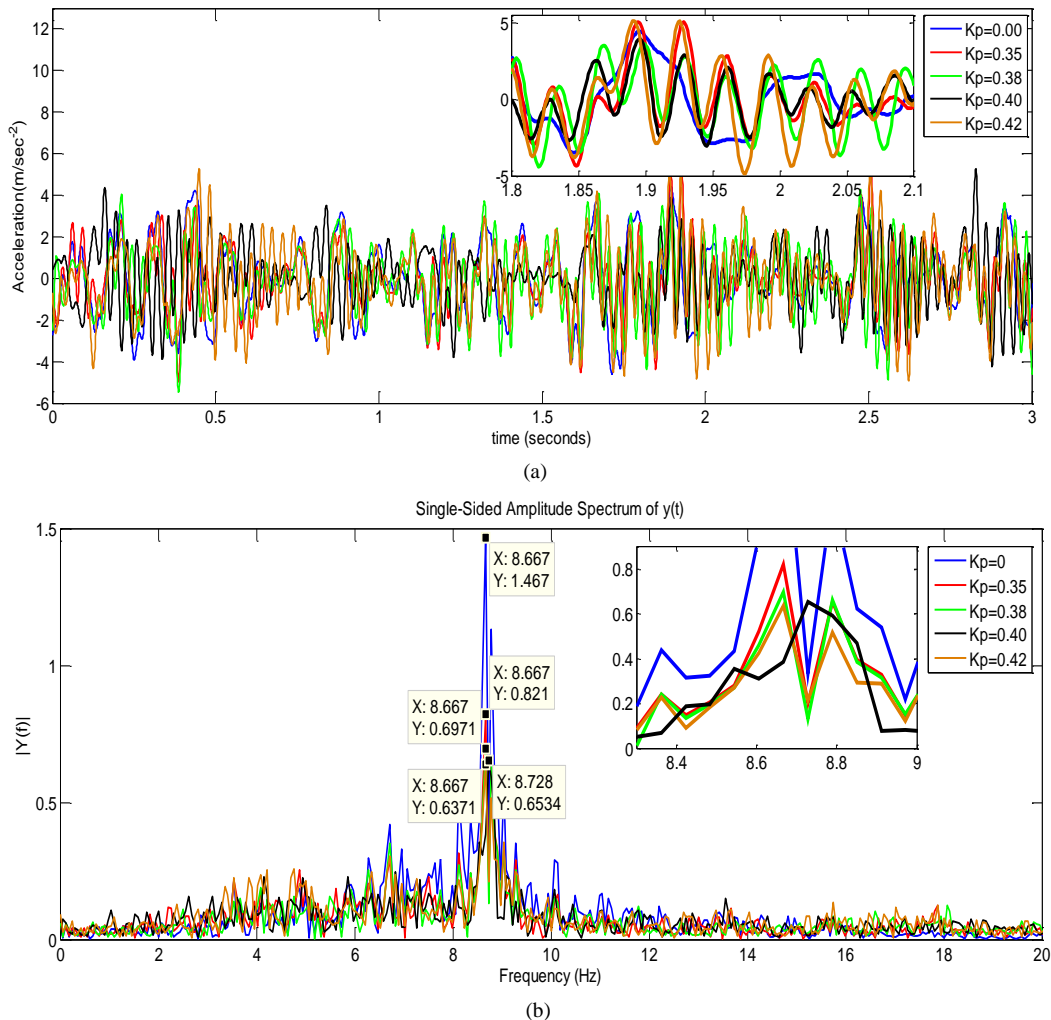 12
10
8
6
4
2
0
-2
-4
-6
Acceleration(m/sec⁻²)
0 0.5 1 1.5 2 2.5 3
time (seconds)
5
0
-5
1.8 1.85 1.9 1.95 2 2.05 2.1
Kp=0.00
Kp=0.35
Kp=0.38
Kp=0.40
Kp=0.42
(a)
Single-Sided Amplitude Spectrum of y(t)
1.5
1
0.5
0
|Y(f)|
X: 8.667
Y: 1.467
X: 8.667
Y: 0.821
X: 8.667
Y: 0.6971
X: 8.667
Y: 0.6371
X: 8.728
Y: 0.6534
0.8
0.6
0.4
0.2
0
8.4 8.6 8.8 9
Kp=0
Kp=0.35
Kp=0.38
Kp=0.40
Kp=0.42
0 2 4 6 8 10 12 14 16 18 20
Frequency (Hz)
(b)